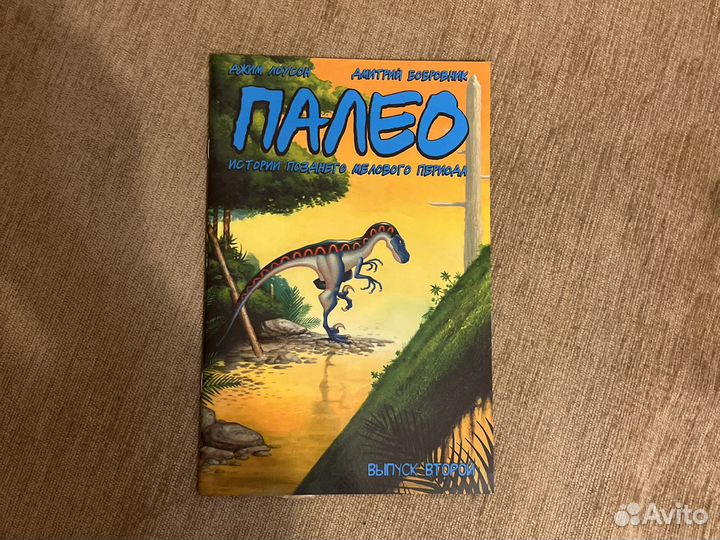 ДЖИМ ЛОУСОН ДМИТРИЙ БОБРОВНИК
ПАЛЕО
ИСТОРИИ ПОЗДНЕГО МЕЛОВОГО ПЕРИОДА
ВЫПУСК ВТОРОЙ
Avito